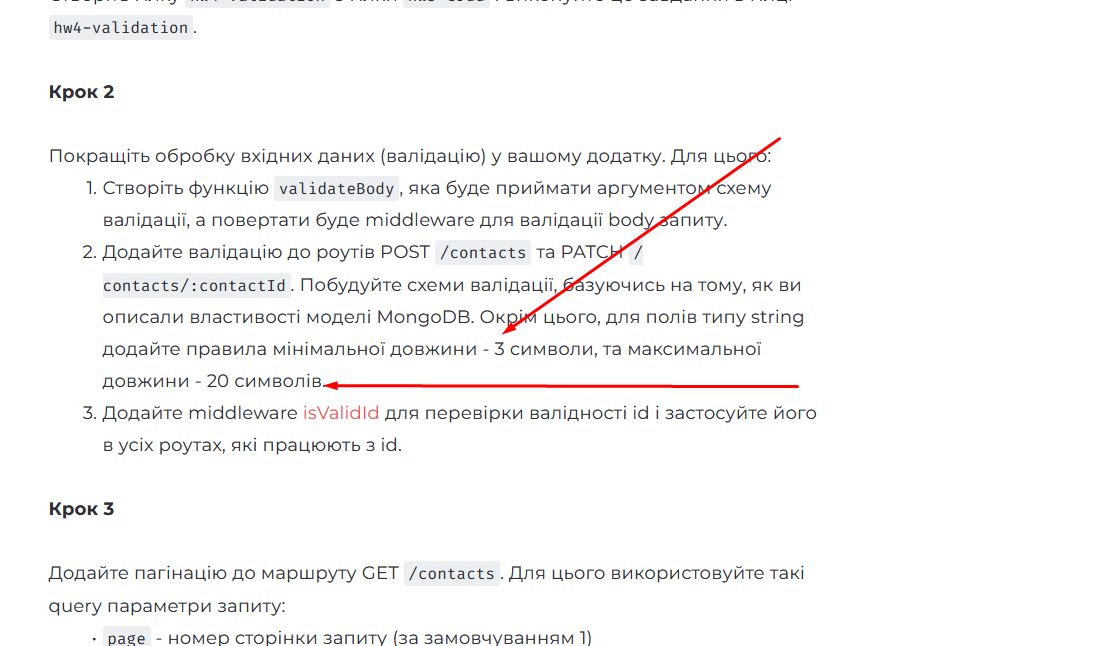 hw4-validation.
Крок 2
Покращіть обробку вхідних даних (валідацію) у вашому додатку. Для цього:
1. Створіть функцію validateBody, яка буде приймати аргументом схему
валідації, а повертати буде middleware для валідації body запиту.
2. Додайте валідацію до роутів POST /contacts та PATCH /
contacts/:contactId. Побудуйте схеми валідації, базуючись на тому, як ви
описали властивості моделі MongoDB. Окрім цього, для полів типу string
додайте правила мінімальної довжини - 3 символи, та максимальної
довжини - 20 символів.
3. Додайте middleware isValidId для перевірки валідності id і застосуйте його
в усіх роутах, які працюють з id.
Крок 3
Додайте пагінацію до маршруту GET /contacts. Для цього використовуйте такі
query параметри запиту:
• page - номер сторінки запиту (за замовчуванням 1)